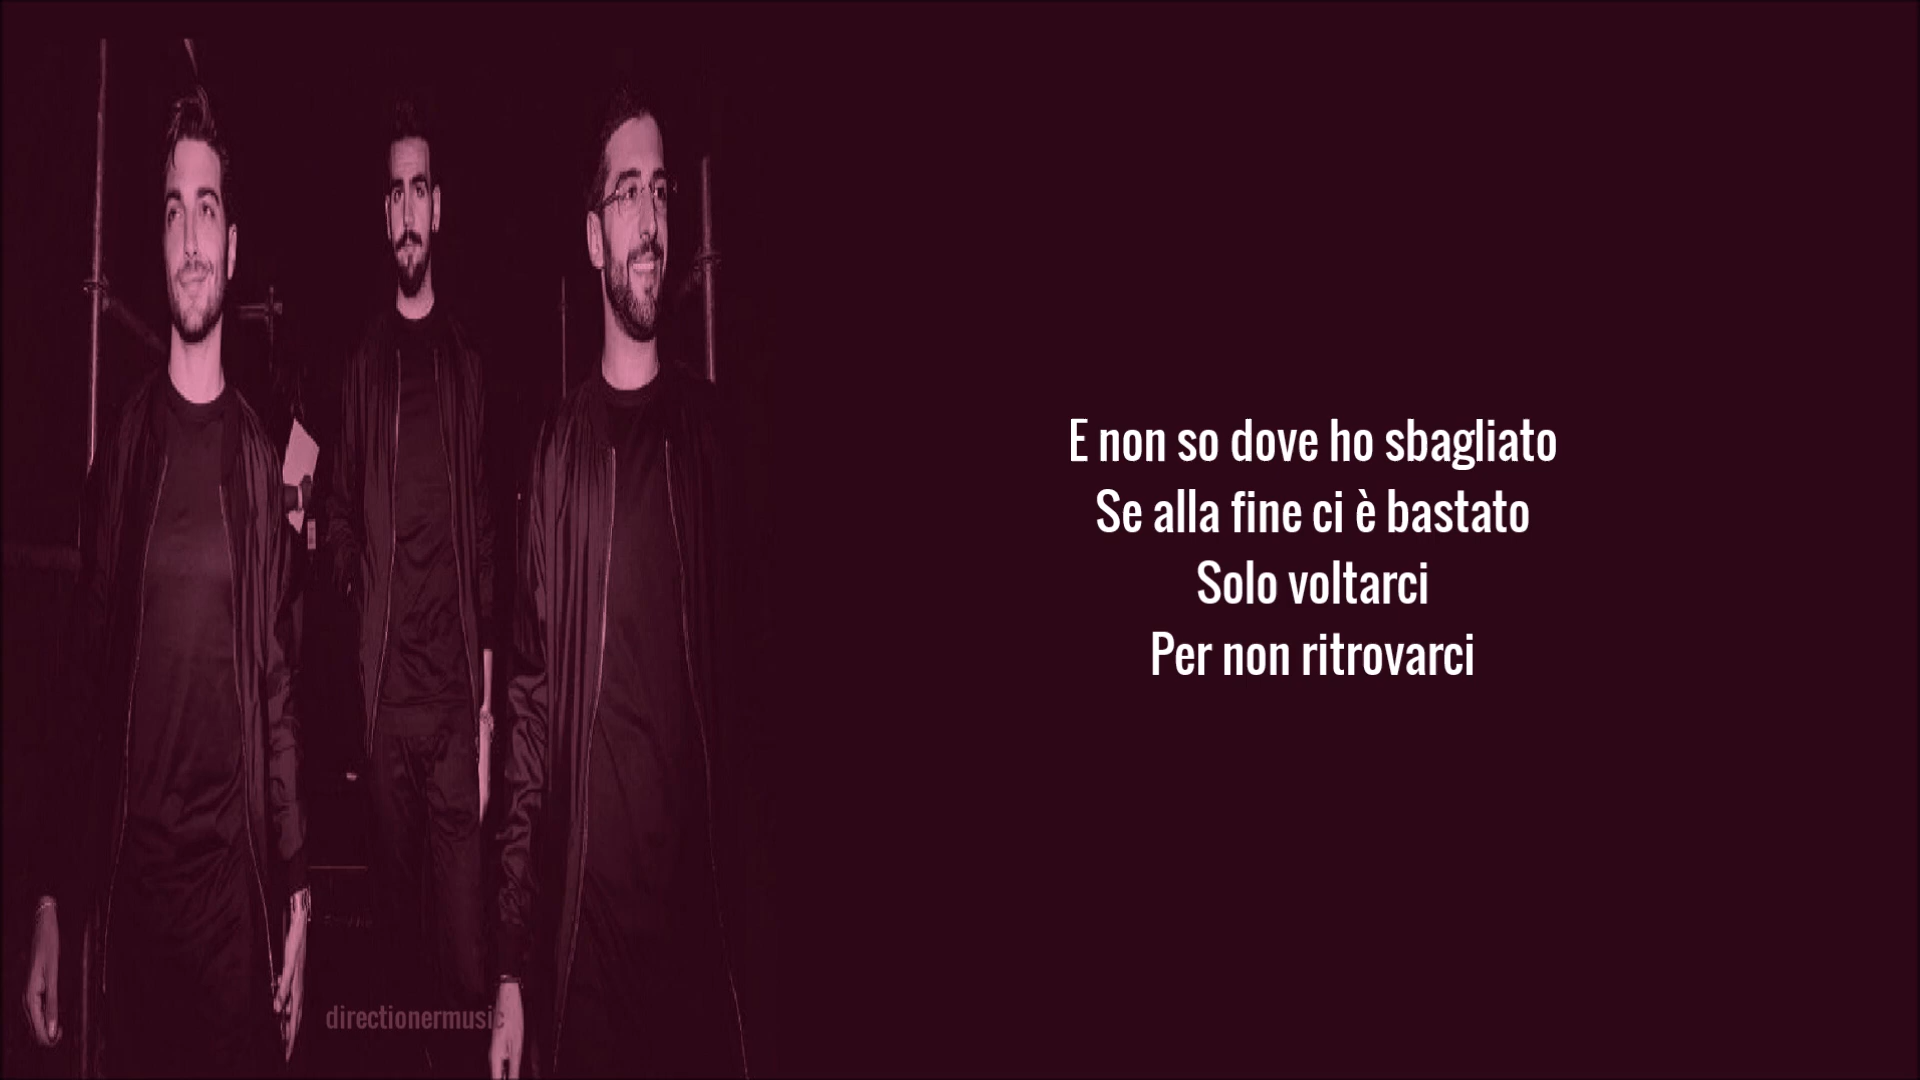 E non so dove ho sbagliato
Se alla fine ci è bastato
Solo voltarci
Per non ritrovarci
directionermusic